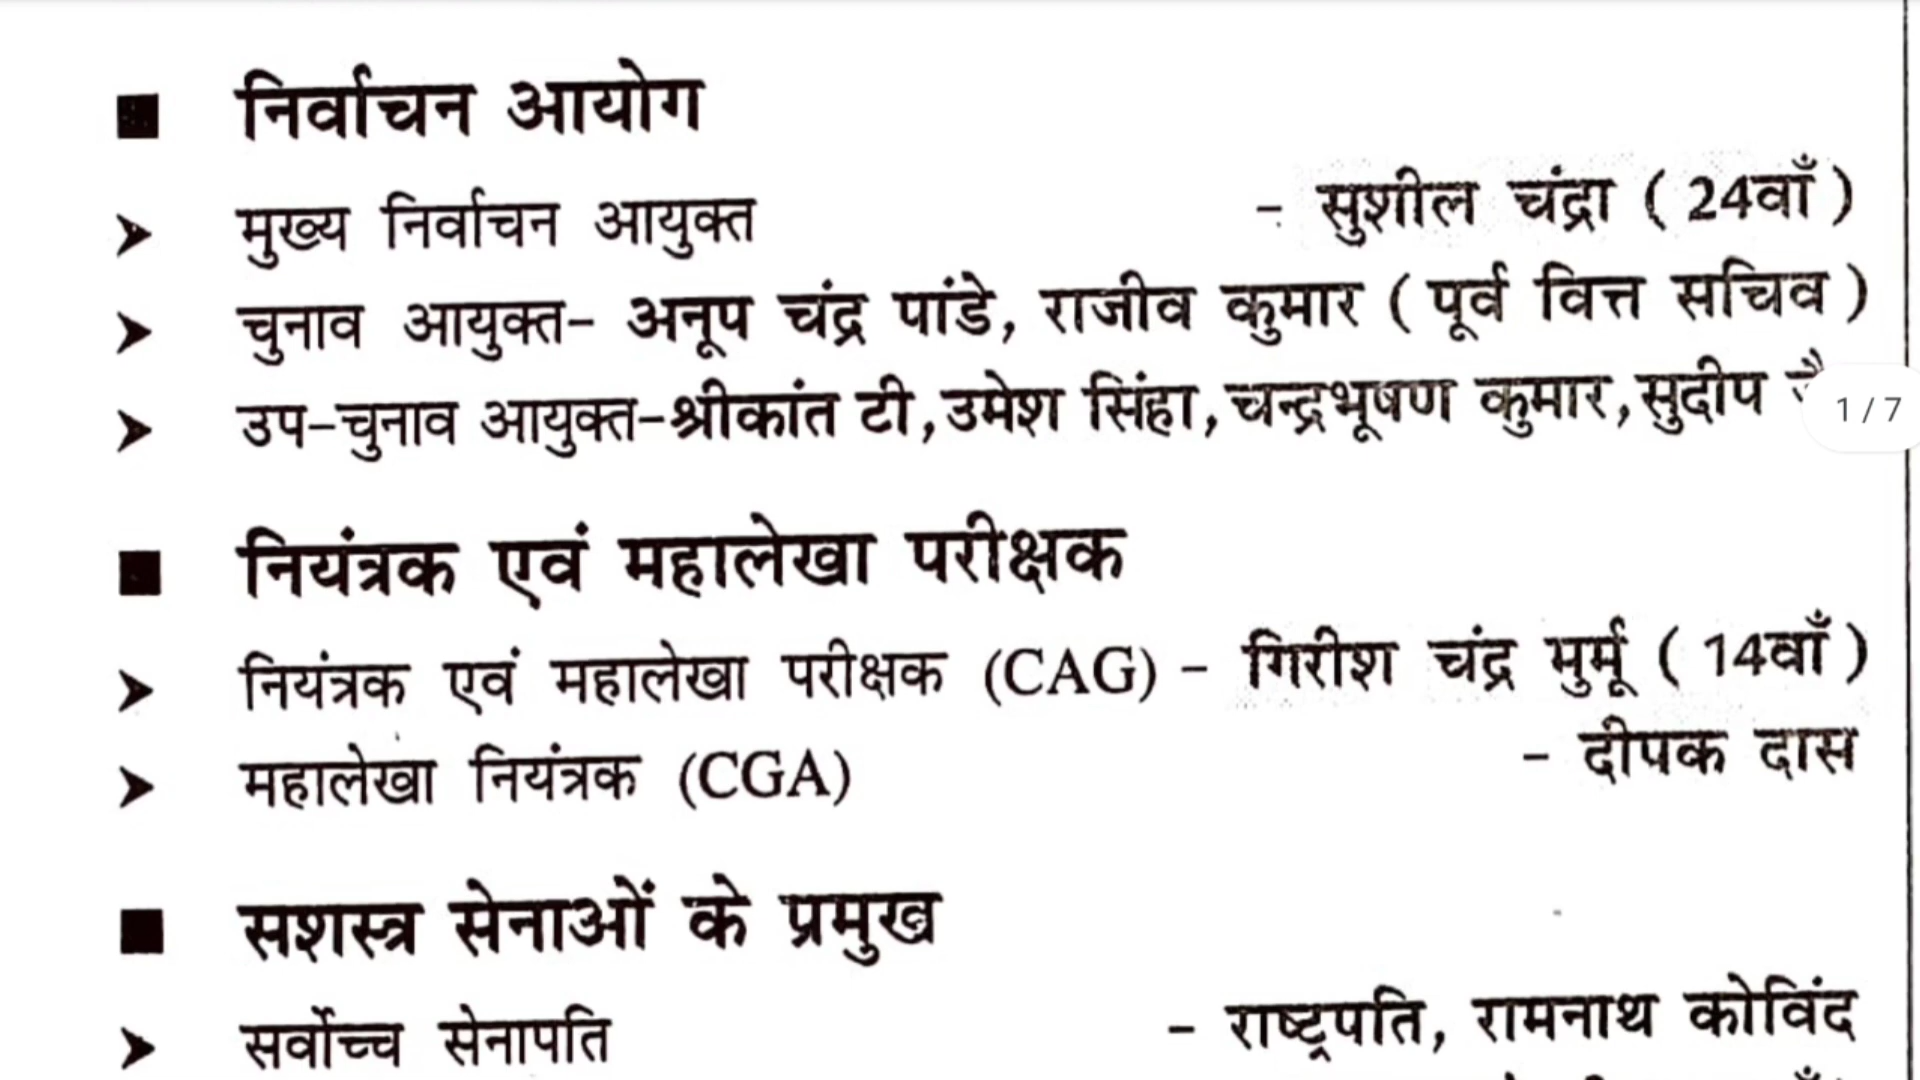 ■ निर्वाचन आयोग
➤ मुख्य निर्वाचन आयुक्त - सुशील चंद्रा ( 24वाँ )
➤ चुनाव आयुक्त- अनूप चंद्र पांडे, राजीव कुमार ( पूर्व वित्त सचिव )
➤ उप-चुनाव आयुक्त-श्रीकांत टी,उमेश सिंहा,चन्द्रभूषण कुमार,सुदीप
1 / 7
■ नियंत्रक एवं महालेखा परीक्षक
➤ नियंत्रक एवं महालेखा परीक्षक (CAG) - गिरीश चंद्र मुर्मू ( 14वाँ )
➤ महालेखा नियंत्रक (CGA) - दीपक दास
■ सशस्त्र सेनाओं के प्रमुख
➤ सर्वोच्च सेनापति - राष्ट्रपति, रामनाथ कोविंद